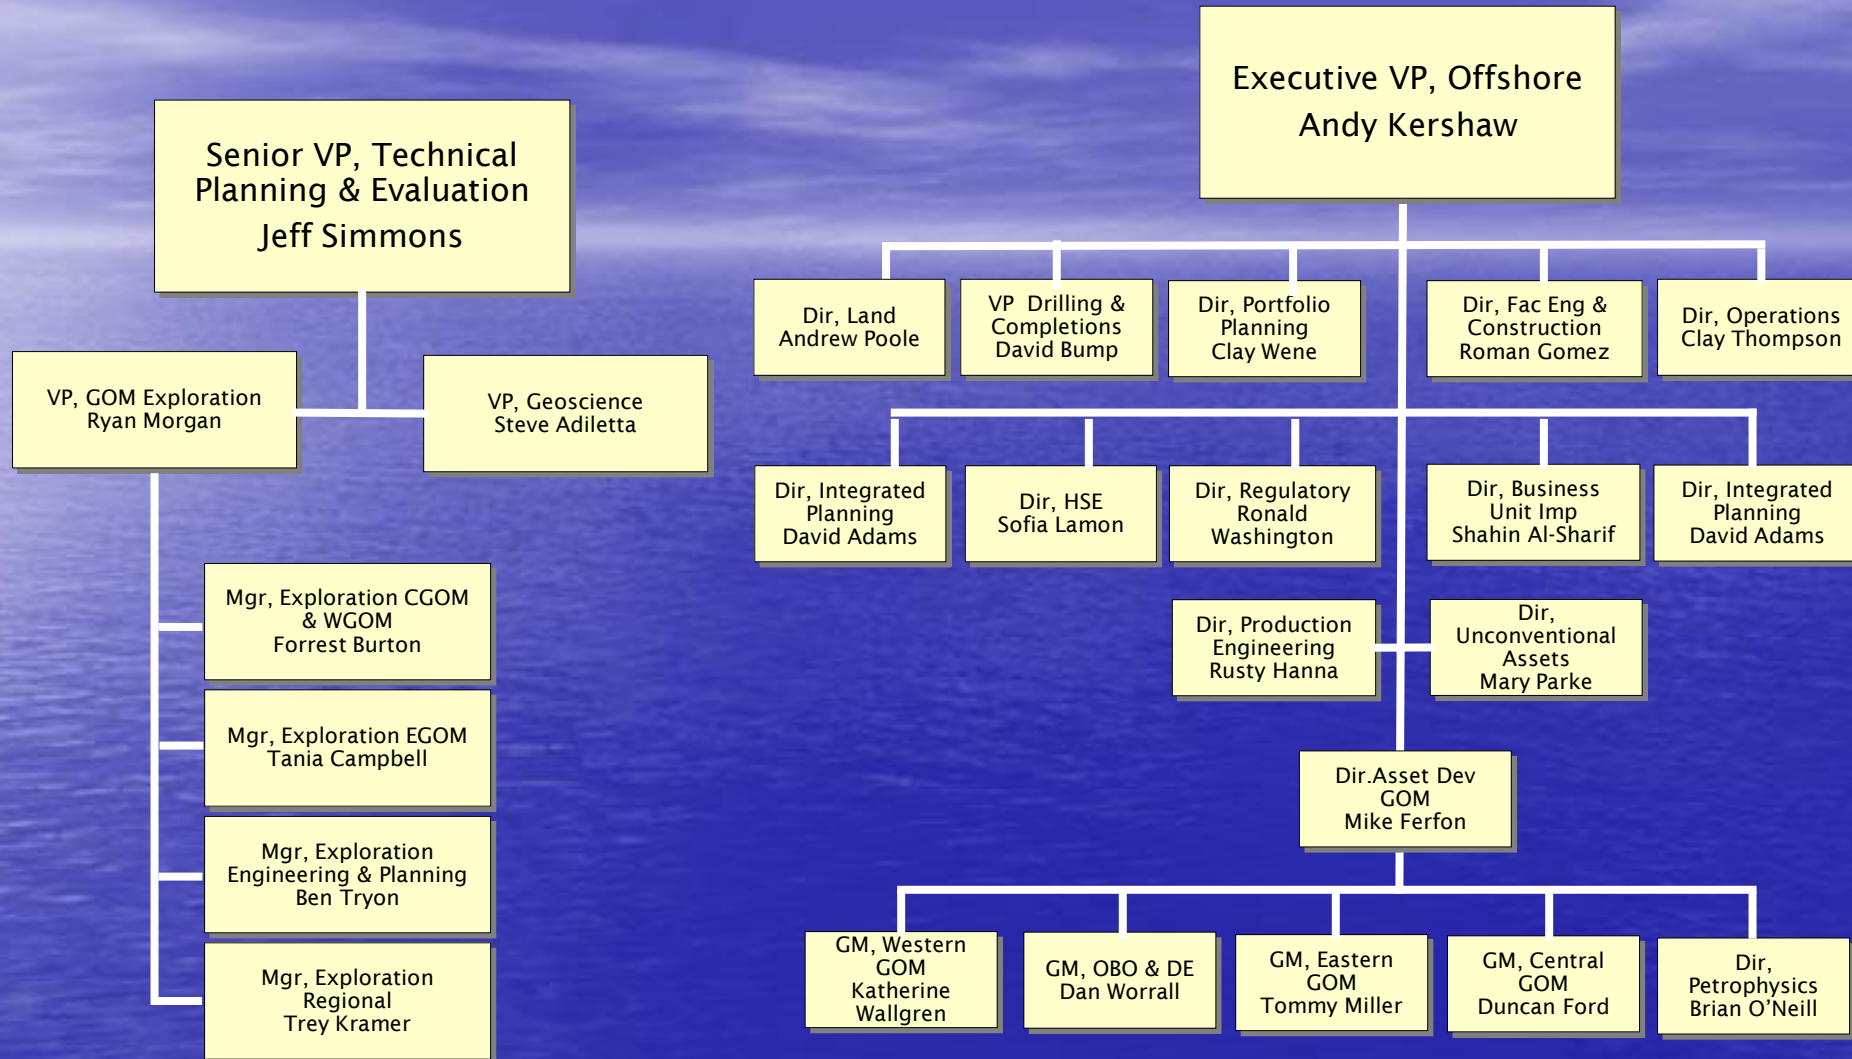 Senior VP, Technical
Planning & Evaluation
Jeff Simmons
VP, GOM Exploration
Ryan Morgan
VP, Geoscience
Steve Adiletta
Mgr, Exploration CGOM
& WGOM
Forrest Burton
Mgr, Exploration EGOM
Tania Campbell
Mgr, Exploration
Engineering & Planning
Ben Tryon
Mgr, Exploration
Regional
Trey Kramer
Executive VP, Offshore
Andy Kershaw
Dir, Land
Andrew Poole
VP  Drilling &
Completions
David Bump
Dir, Portfolio
Planning
Clay Wene
Dir, Fac Eng &
Construction
Roman Gomez
Dir, Operations
Clay Thompson
Dir, Integrated
Planning
David Adams
Dir, HSE
Sofia Lamon
Dir, Regulatory
Ronald
Washington
Dir, Business
Unit Imp
Shahin Al-Sharif
Dir, Integrated
Planning
David Adams
Dir, Production
Engineering
Rusty Hanna
Dir,
Unconventional
Assets
Mary Parke
Dir.Asset Dev
GOM
Mike Ferfon
GM, Western
GOM
Katherine
Wallgren
GM, OBO & DE
Dan Worrall
GM, Eastern
GOM
Tommy Miller
GM, Central
GOM
Duncan Ford
Dir,
Petrophysics
Brian O’Neill